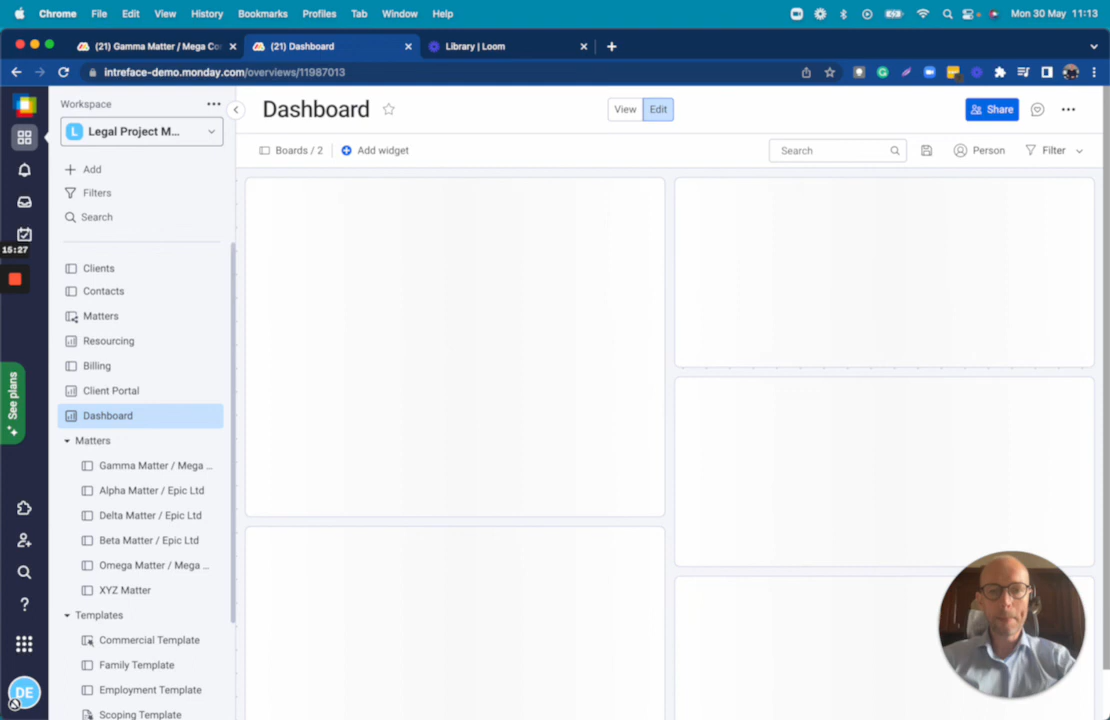 Chrome File Edit View History Bookmarks Profiles Tab Window Help Mon 30 May 11:13
(21) Gamma Matter / Mega Co (21) Dashboard Library | Loom
intreface-demo.monday.com/overviews/11987013
Workspace
L Legal Project M...
Add
Filters
Search
15:27
Clients
Contacts
Matters
Resourcing
Billing
Client Portal
Dashboard
Matters
Gamma Matter / Mega ...
Alpha Matter / Epic Ltd
Delta Matter / Epic Ltd
Beta Matter / Epic Ltd
Omega Matter / Mega ...
XYZ Matter
Templates
Commercial Template
Family Template
Employment Template
Scoping Template
See plans
DE
Dashboard View Edit Share
Boards / 2 Add widget Search Person Filter